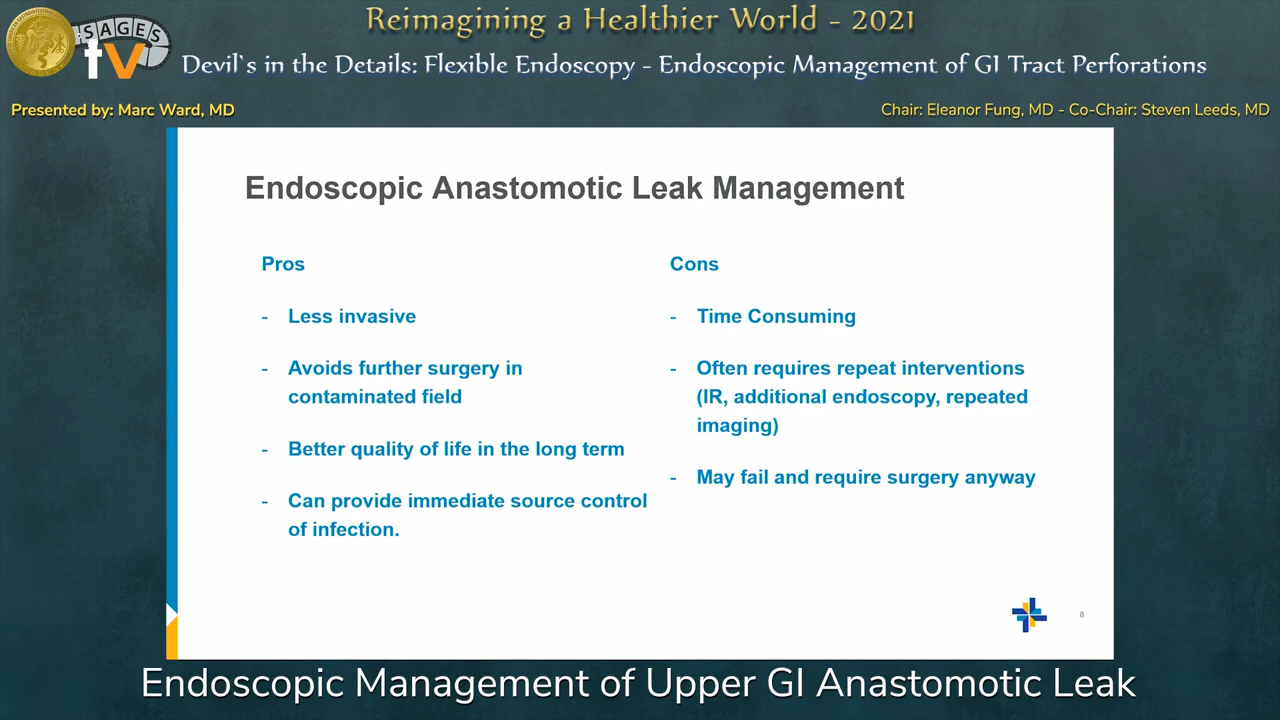 Reimagining a Healthier World - 2021
SAGES
tv
Devil`s in the Details: Flexible Endoscopy - Endoscopic Management of GI Tract Perforations
Presented by: Marc Ward, MD
Chair: Eleanor Fung, MD - Co-Chair: Steven Leeds, MD
Endoscopic Anastomotic Leak Management
Pros
- Less invasive
- Avoids further surgery in
contaminated field
- Better quality of life in the long term
- Can provide immediate source control
of infection.
Cons
- Time Consuming
- Often requires repeat interventions
(IR, additional endoscopy, repeated
imaging)
- May fail and require surgery anyway
8
Endoscopic Management of Upper GI Anastomotic Leak